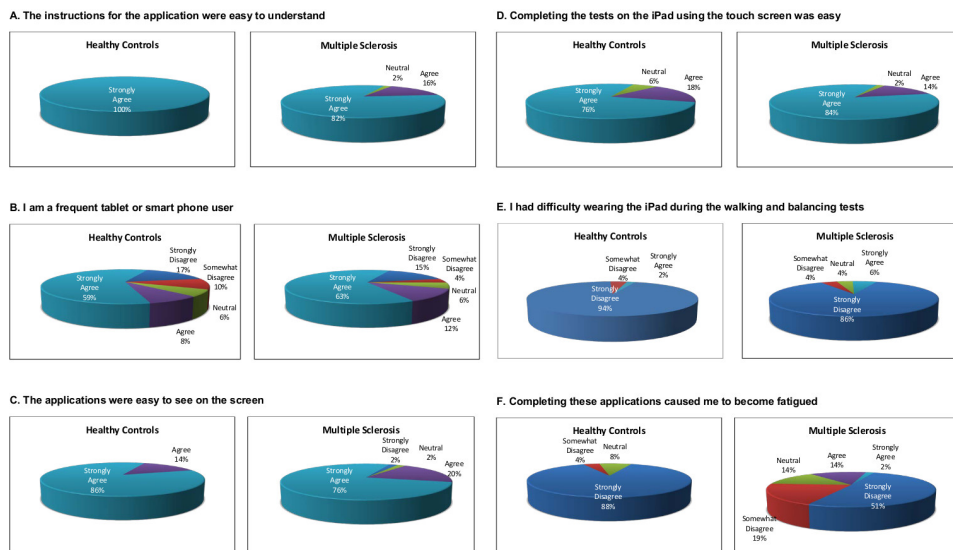 A. The instructions for the application were easy to understand
Healthy Controls
Strongly
Agree
100%
Multiple Sclerosis
Neutral
2%
Agree
16%
Strongly
Agree
82%
B. I am a frequent tablet or smart phone user
Healthy Controls
Strongly
Disagree
17%
Somewhat
Disagree
10%
Neutral
6%
Agree
8%
Strongly
Agree
59%
Multiple Sclerosis
Strongly
Disagree
15%
Somewhat
Disagree
4%
Neutral
6%
Agree
12%
Strongly
Agree
63%
C. The applications were easy to see on the screen
Healthy Controls
Agree
14%
Strongly
Agree
86%
Multiple Sclerosis
Strongly
Disagree
2%
Neutral
2%
Agree
20%
Strongly
Agree
76%
D. Completing the tests on the iPad using the touch screen was easy
Healthy Controls
Neutral
6%
Agree
18%
Strongly
Agree
76%
Multiple Sclerosis
Neutral
2%
Agree
14%
Strongly
Agree
84%
E. I had difficulty wearing the iPad during the walking and balancing tests
Healthy Controls
Somewhat
Disagree
4%
Strongly
Agree
2%
Strongly
Disagree
94%
Multiple Sclerosis
Somewhat
Disagree
4%
Neutral
4%
Strongly
Agree
6%
Strongly
Disagree
86%
F. Completing these applications caused me to become fatigued
Healthy Controls
Somewhat
Disagree
4%
Neutral
8%
Strongly
Disagree
88%
Multiple Sclerosis
Neutral
14%
Agree
14%
Strongly
Agree
2%
Strongly
Disagree
51%
Somewhat
Disagree
19%